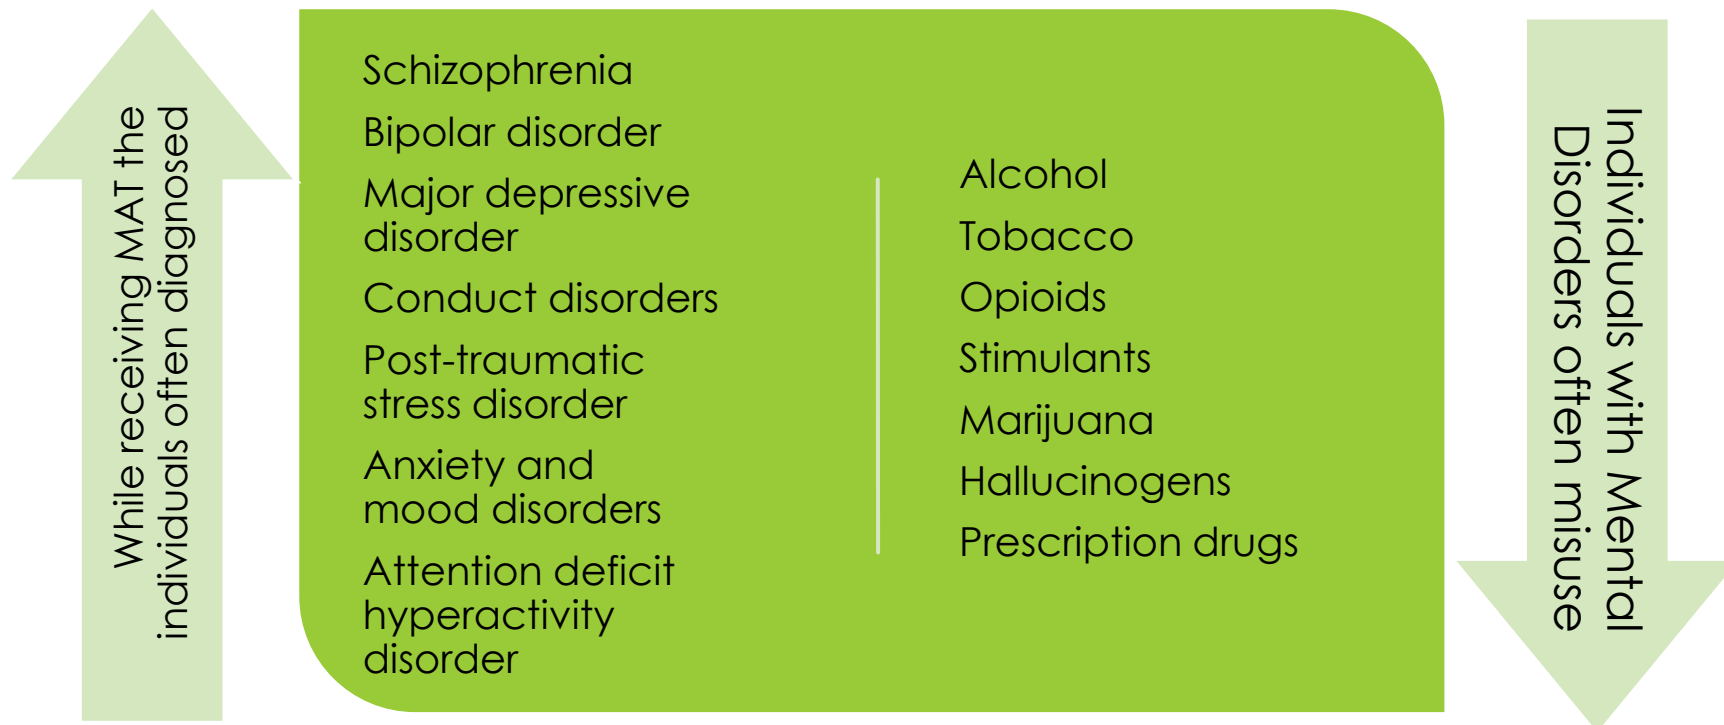 While receiving MAT the
individuals often diagnosed
Schizophrenia
Bipolar disorder
Major depressive
disorder
Conduct disorders
Post-traumatic
stress disorder
Anxiety and
mood disorders
Attention deficit
hyperactivity
disorder
Alcohol
Tobacco
Opioids
Stimulants
Marijuana
Hallucinogens
Prescription drugs
Individuals with Mental
Disorders often misuse